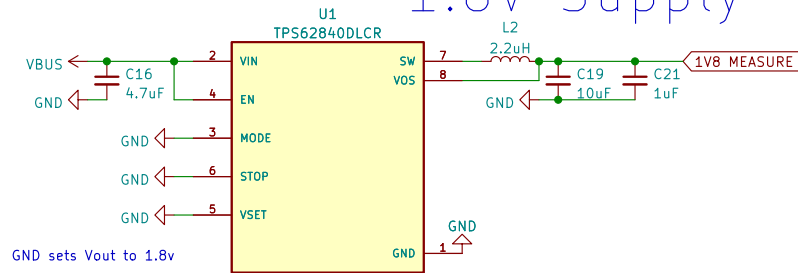 1.8v Supply
U1
TPS62840DLCR
VBUS
C16
4.7uF
GND
2 VIN
4 EN
GND 3 MODE
GND 6 STOP
GND 5 VSET
SW 7
VOS 8
GND 1
GND
L2
2.2uH
C19
10uF
C21
1uF
GND
1V8 MEASURE
GND sets Vout to 1.8v